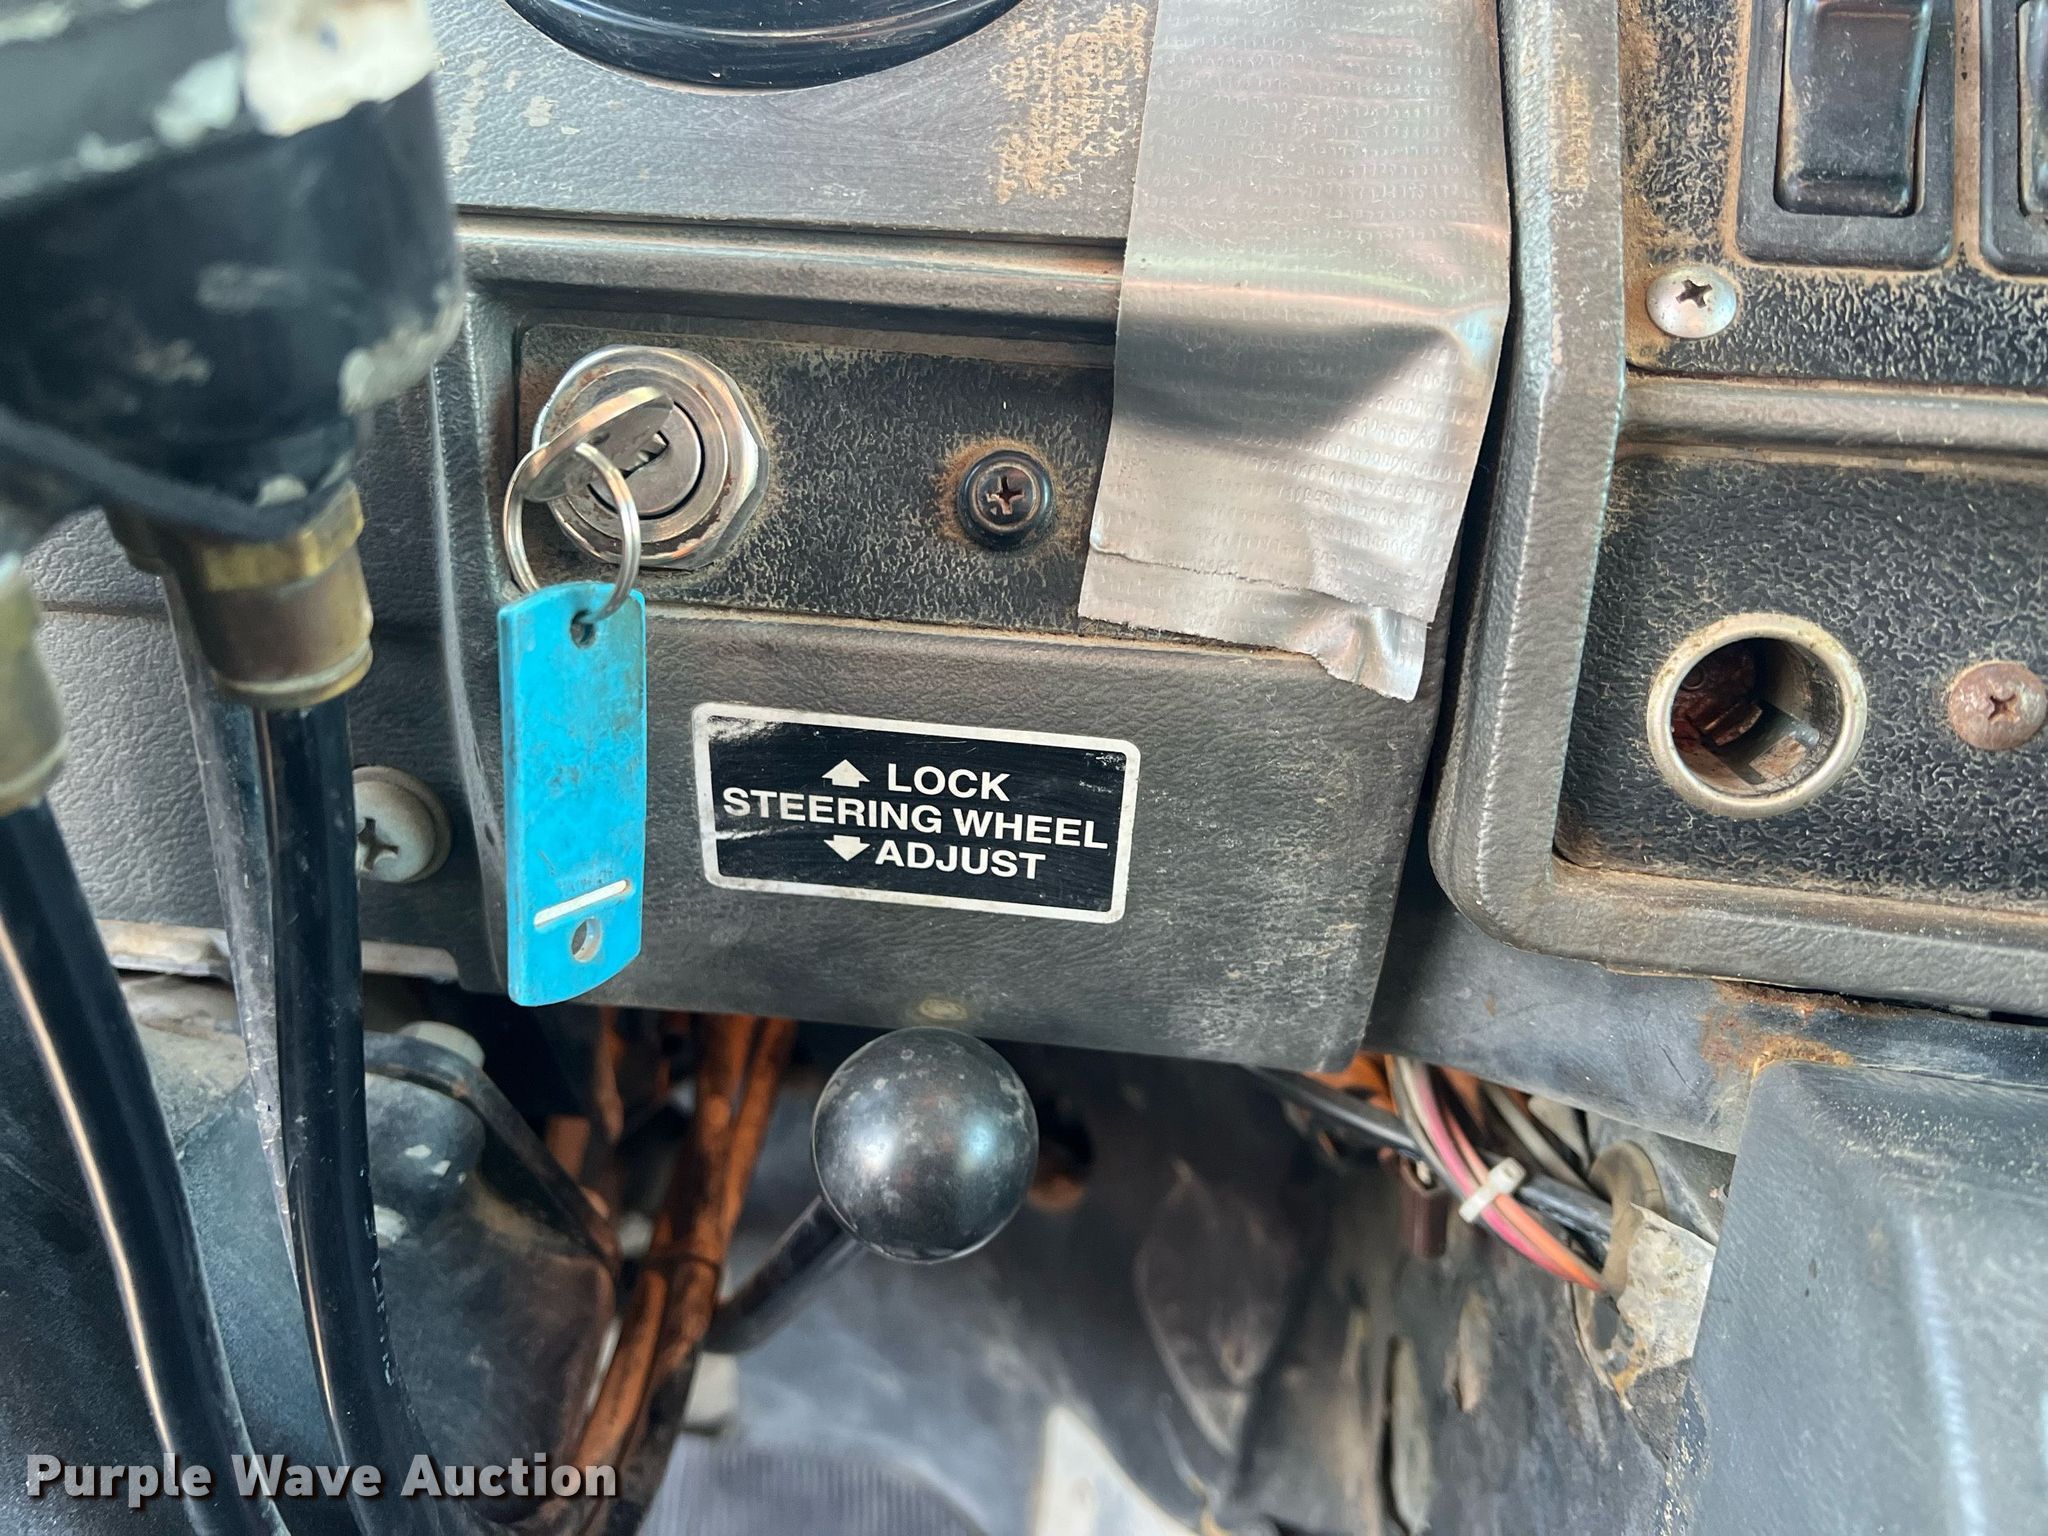 LOCK
STEERING WHEEL
ADJUST
Purple Wave Auction